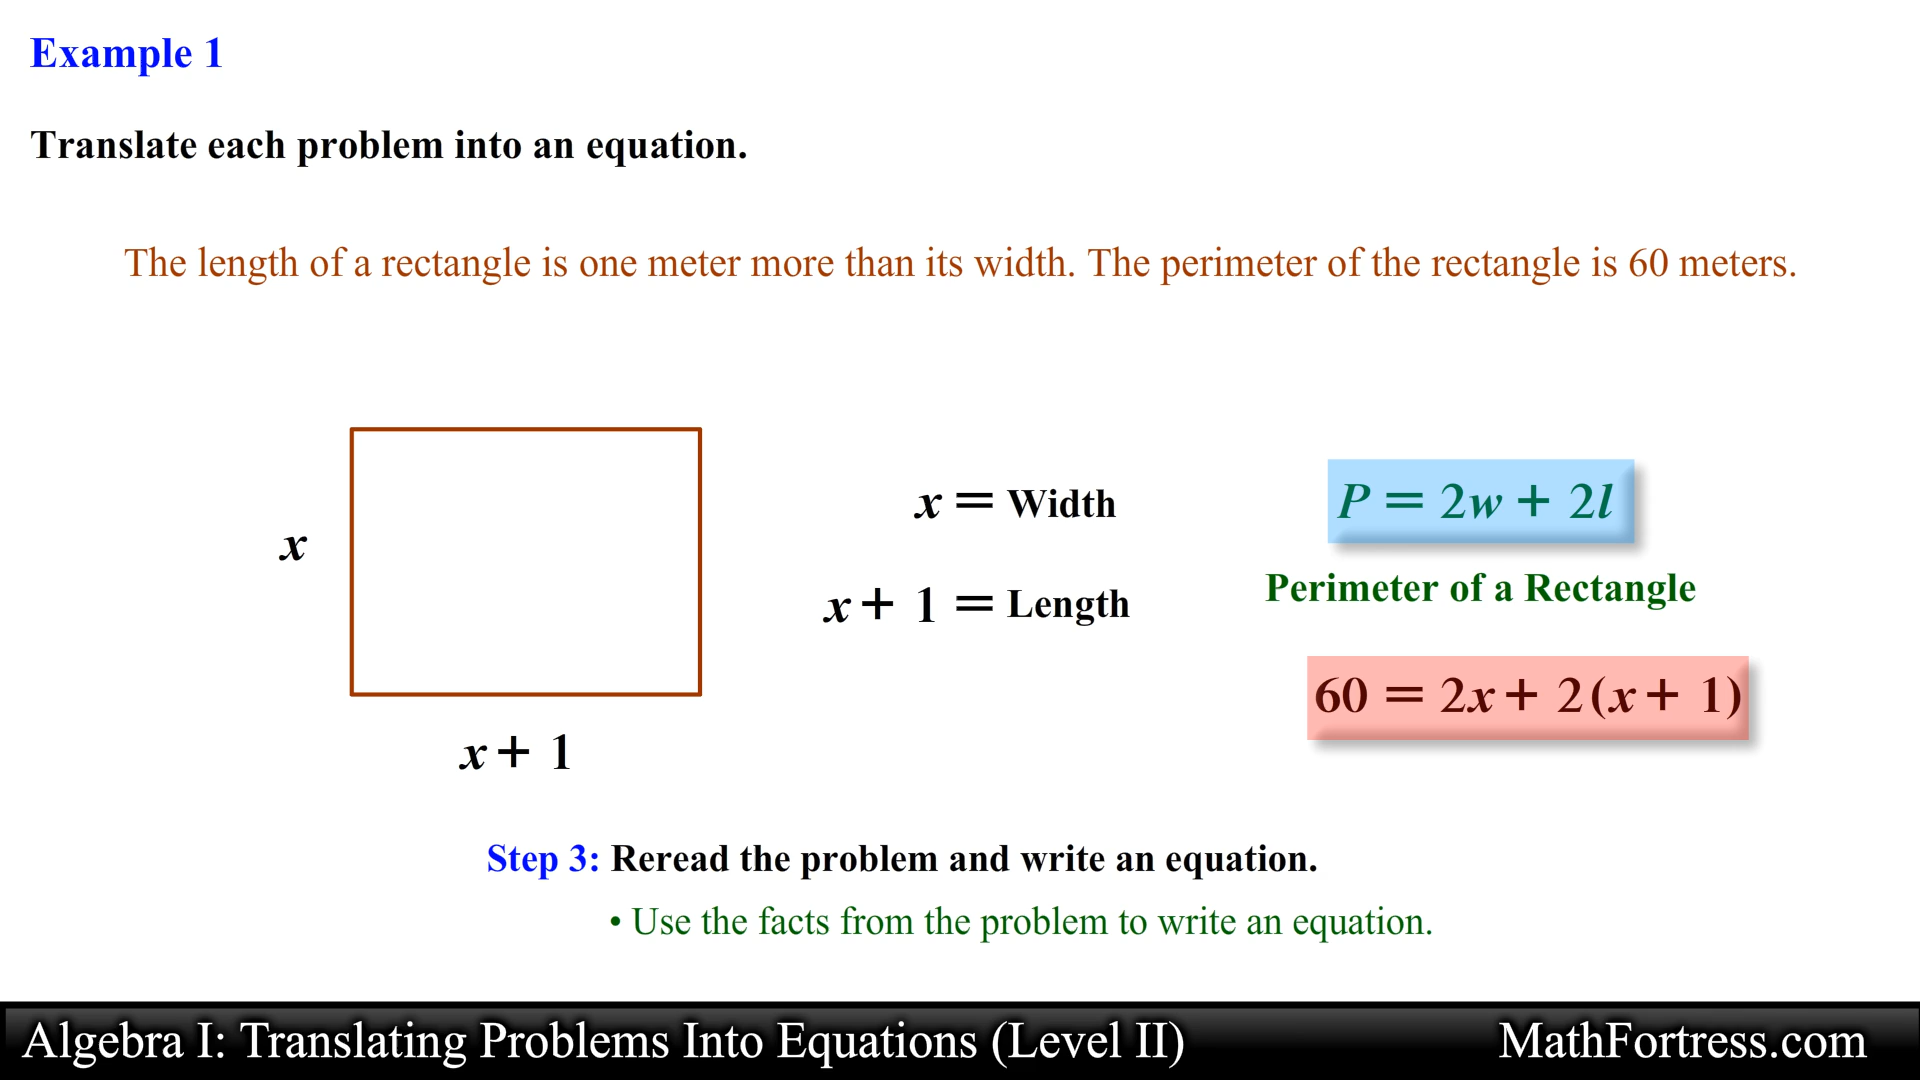 Example 1
Translate each problem into an equation.
The length of a rectangle is one meter more than its width. The perimeter of the rectangle is 60 meters.
x
x + 1
x = Width
x + 1 = Length
P = 2w + 2l
Perimeter of a Rectangle
60 = 2x + 2(x + 1)
Step 3: Reread the problem and write an equation.
• Use the facts from the problem to write an equation.
Algebra I: Translating Problems Into Equations (Level II)
MathFortress.com